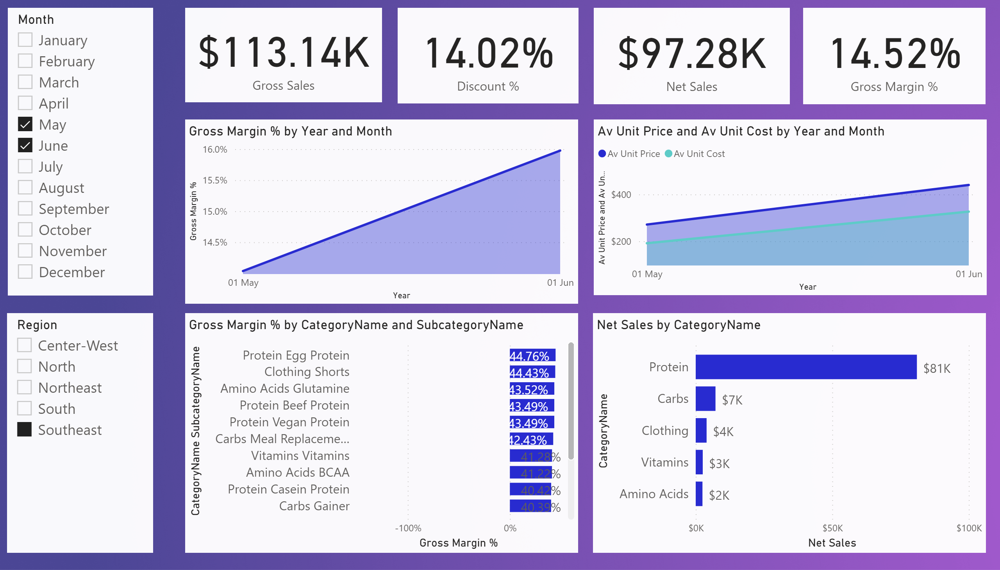 Month
January
February
March
April
May
June
July
August
September
October
November
December
Region
Center-West
North
Northeast
South
Southeast
$113.14K
Gross Sales
14.02%
Discount %
$97.28K
Net Sales
14.52%
Gross Margin %
Gross Margin % by Year and Month
Gross Margin %
16.0%
15.5%
15.0%
14.5%
01 May
01 Jun
Year
Av Unit Price and Av Unit Cost by Year and Month
Av Unit Price Av Unit Cost
Av Unit Price and Av Un...
$400
$200
01 May
01 Jun
Year
Gross Margin % by CategoryName and SubcategoryName
CategoryName SubcategoryName
Protein Egg Protein 44.76%
Clothing Shorts 44.43%
Amino Acids Glutamine 43.52%
Protein Beef Protein 43.49%
Protein Vegan Protein 43.49%
Carbs Meal Replaceme... 42.43%
Vitamins Vitamins 41.28%
Amino Acids BCAA 41.22%
Protein Casein Protein 40.42%
Carbs Gainer 40.39%
-100% 0%
Gross Margin %
Net Sales by CategoryName
CategoryName
Protein $81K
Carbs $7K
Clothing $4K
Vitamins $3K
Amino Acids $2K
$0K $50K $100K
Net Sales